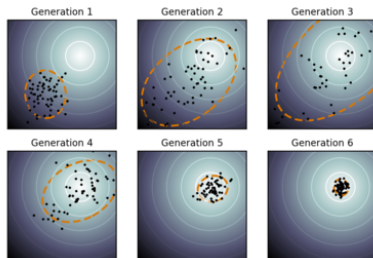 Generation 1
Generation 2
Generation 3
Generation 4
Generation 5
Generation 6